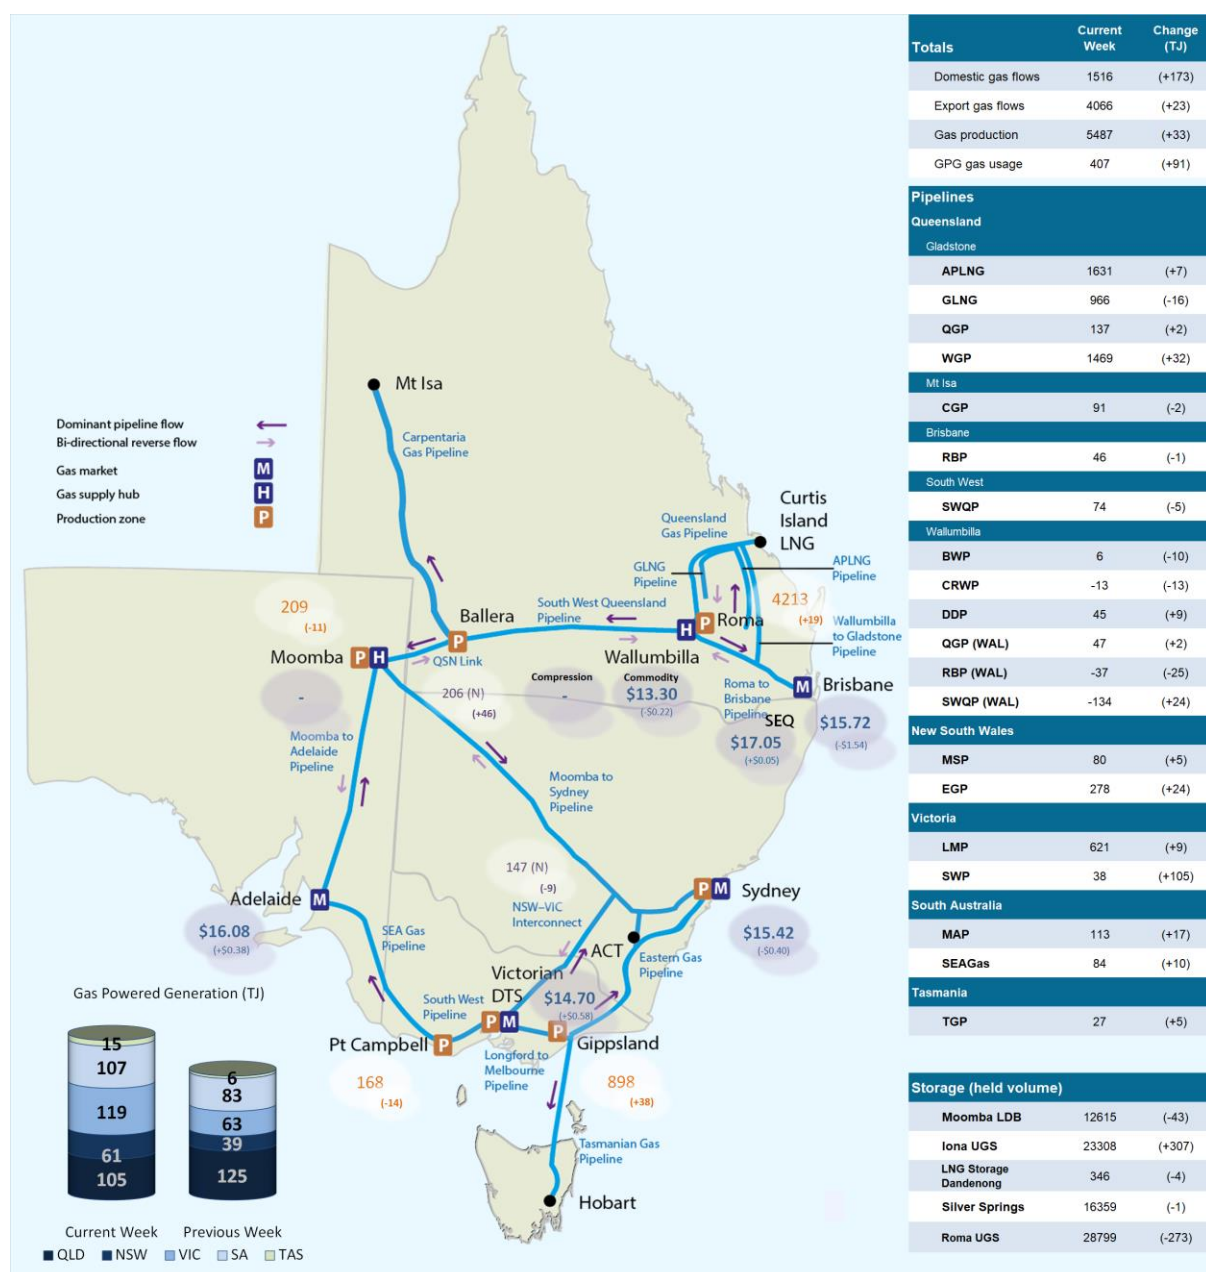 Totals Current Week Change (TJ)
Domestic gas flows 1516 (+173)
Export gas flows 4066 (+23)
Gas production 5487 (+33)
GPG gas usage 407 (+91)
Pipelines
Queensland
Gladstone
APLNG 1631 (+7)
GLNG 966 (-16)
QGP 137 (+2)
WGP 1469 (+32)
Mt Isa
CGP 91 (-2)
Brisbane
RBP 46 (-1)
South West
SWQP 74 (-5)
Wallumbilla
BWP 6 (-10)
CRWP -13 (-13)
DDP 45 (+9)
QGP (WAL) 47 (+2)
RBP (WAL) -37 (-25)
SWQP (WAL) -134 (+24)
New South Wales
MSP 80 (+5)
EGP 278 (+24)
Victoria
LMP 621 (+9)
SWP 38 (+105)
South Australia
MAP 113 (+17)
SEAGas 84 (+10)
Tasmania
TGP 27 (+5)
Storage (held volume)
Moomba LDB 12615 (-43)
Iona UGS 23308 (+307)
LNG Storage Dandenong 346 (-4)
Silver Springs 16359 (-1)
Roma UGS 28799 (-273)
Dominant pipeline flow
Bi-directional reverse flow
Gas market M
Gas supply hub H
Production zone P
Mt Isa
Carpentaria
Gas Pipeline
Curtis
Island
LNG
Queensland
Gas Pipeline
GLNG
Pipeline
APLNG
Pipeline
4213
(+19)
Wallumbilla
to Gladstone
Pipeline
South West Queensland
Pipeline
Ballera
P
QSN Link
H P Roma
Wallumbilla
209
(-11)
Moomba P H
-
206 (N)
(+46)
Compression
-
Commodity
$13.30
(-$0.22)
Roma to
Brisbane
Pipeline
M Brisbane
SEQ
$17.05
(+$0.05)
$15.72
(-$1.54)
Moomba to
Adelaide
Pipeline
Moomba to
Sydney
Pipeline
147 (N)
(-9)
NSW–VIC
Interconnect
P M Sydney
$15.42
(-$0.40)
Adelaide M
$16.08
(+$0.38)
SEA Gas
Pipeline
ACT
Eastern Gas
Pipeline
Victorian
DTS
P M
$14.70
(+$0.58)
South West
Pipeline
Pt Campbell P
168
(-14)
Longford to
Melbourne
Pipeline
P
Gippsland
898
(+38)
Tasmanian Gas
Pipeline
Hobart
Gas Powered Generation (TJ)
15
107
119
61
105
6
83
63
39
125
Current Week Previous Week
QLD NSW VIC SA TAS